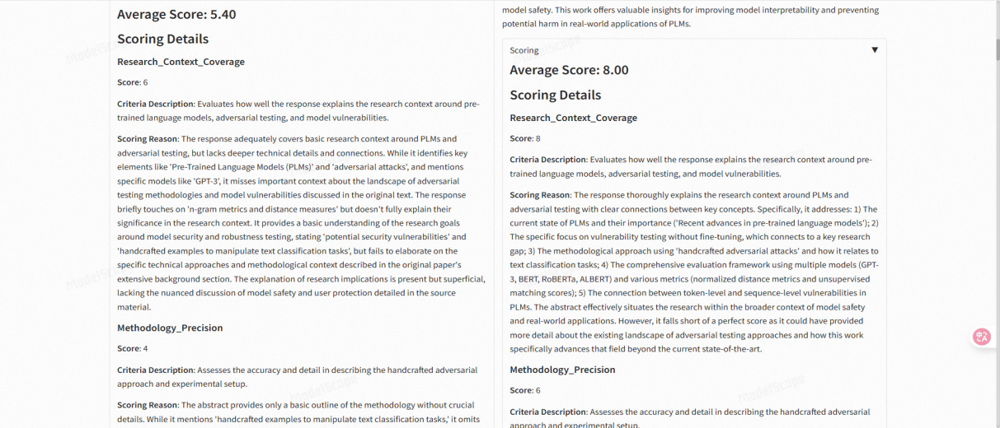 Average Score: 5.40
Scoring Details
Research_Context_Coverage
Score: 6
Criteria Description: Evaluates how well the response explains the research context around pre-
trained language models, adversarial testing, and model vulnerabilities.
Scoring Reason: The response adequately covers basic research context around PLMs and
adversarial testing, but lacks deeper technical details and connections. While it identifies key
elements like 'Pre-Trained Language Models (PLMs)' and 'adversarial attacks', and mentions
specific models like 'GPT-3', it misses important context about the landscape of adversarial
testing methodologies and model vulnerabilities discussed in the original text. The response
briefly touches on 'n-gram metrics and distance measures' but doesn't fully explain their
significance in the research context. It provides a basic understanding of the research goals
around model security and robustness testing, stating 'potential security vulnerabilities' and
'handcrafted examples to manipulate text classification tasks', but fails to elaborate on the
specific technical approaches and methodological context described in the original paper's
extensive background section. The explanation of research implications is present but superficial,
lacking the nuanced discussion of model safety and user protection detailed in the source
material.
Methodology_Precision
Score: 4
Criteria Description: Assesses the accuracy and detail in describing the handcrafted adversarial
approach and experimental setup.
Scoring Reason: The abstract provides only a basic outline of the methodology without crucial
details. While it mentions 'handcrafted examples to manipulate text classification tasks,' it omits
model safety. This work offers valuable insights for improving model interpretability and preventing
potential harm in real-world applications of PLMs.
Scoring
Average Score: 8.00
Scoring Details
Research_Context_Coverage
Score: 8
Criteria Description: Evaluates how well the response explains the research context around pre-
trained language models, adversarial testing, and model vulnerabilities.
Scoring Reason: The response thoroughly explains the research context around PLMs and
adversarial testing with clear connections between key concepts. Specifically, it addresses: 1) The
current state of PLMs and their importance ('Recent advances in pre-trained language models'); 2)
The specific focus on vulnerability testing without fine-tuning, which connects to a key research
gap; 3) The methodological approach using 'handcrafted adversarial attacks' and how it relates to
text classification tasks; 4) The comprehensive evaluation framework using multiple models (GPT-
3, BERT, RoBERTa, ALBERT) and various metrics (normalized distance metrics and unsupervised
matching scores); 5) The connection between token-level and sequence-level vulnerabilities in
PLMs. The abstract effectively situates the research within the broader context of model safety
and real-world applications. However, it falls short of a perfect score as it could have provided
more detail about the existing landscape of adversarial testing approaches and how this work
specifically advances that field beyond the current state-of-the-art.
Methodology_Precision
Score: 6
Criteria Description: Assesses the accuracy and detail in describing the handcrafted adversarial
approach and experimental setup.